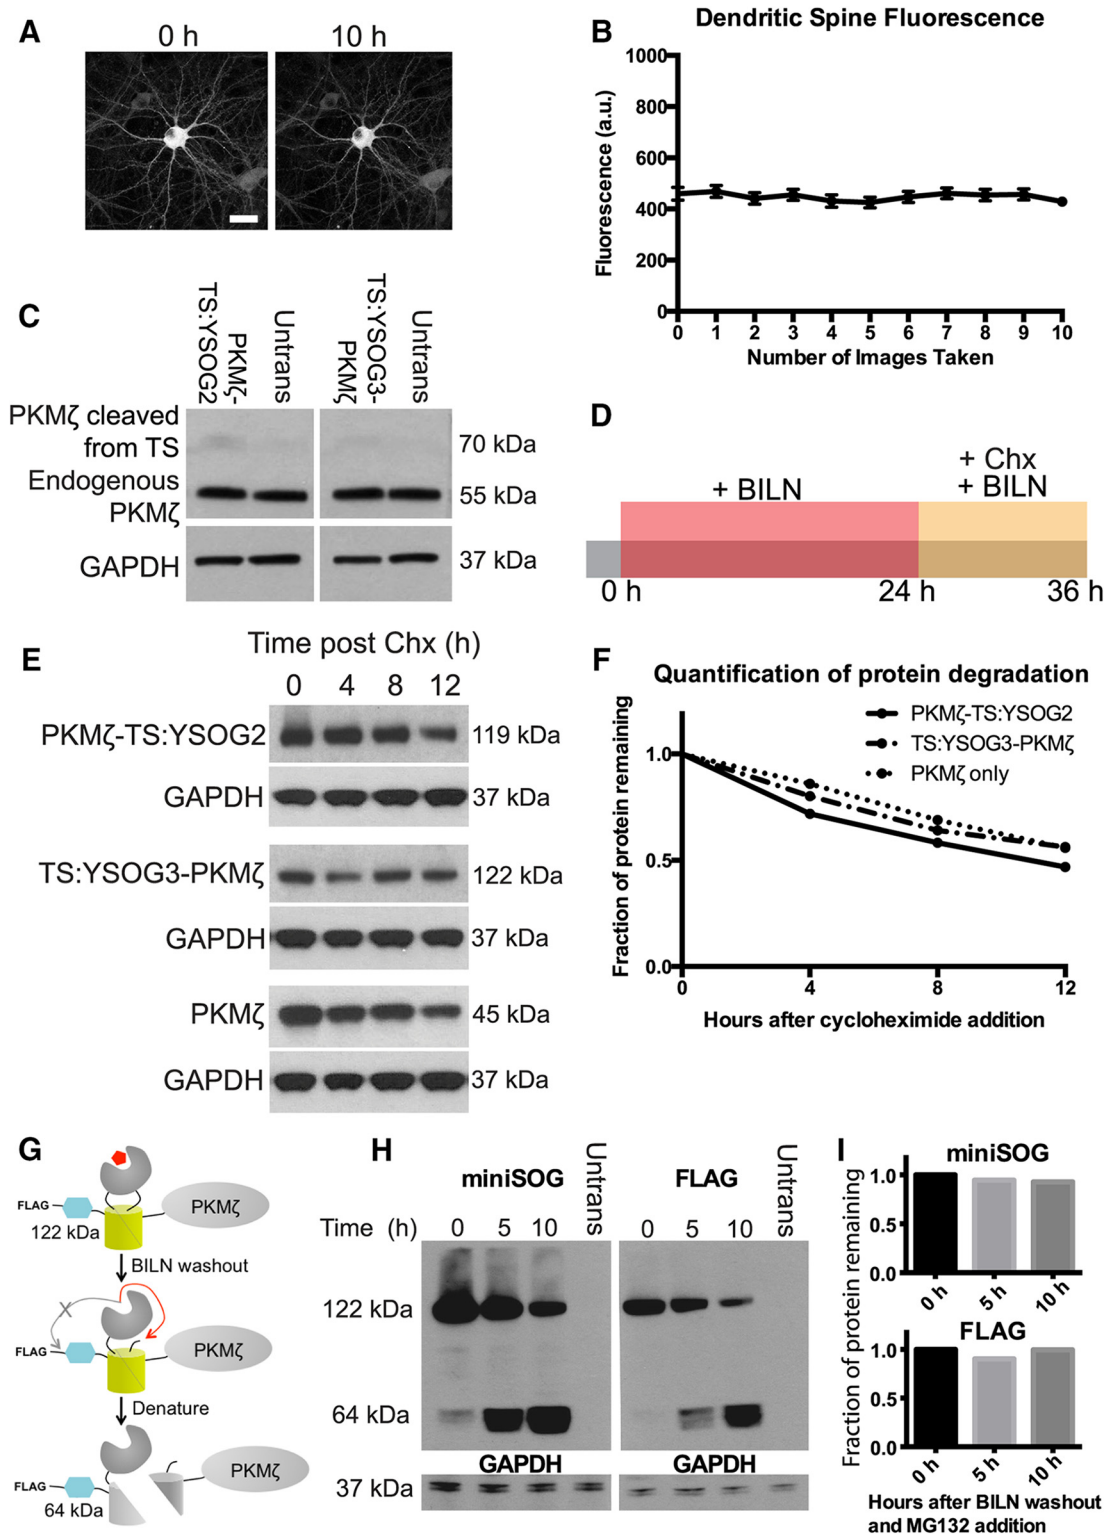 A
0 h
10 h
B
Dendritic Spine Fluorescence
Fluorescence (a.u.)
1000
800
600
400
200
0
0 1 2 3 4 5 6 7 8 9 10
Number of Images Taken
C
PKMζ-
TS:YSOG2
Untrans
TS:YSOG3-
PKMζ
Untrans
PKMζ cleaved
from TS
70 kDa
Endogenous
PKMζ
55 kDa
GAPDH
37 kDa
D
+ BILN
+ Chx
+ BILN
0 h
24 h
36 h
E
Time post Chx (h)
0 4 8 12
PKMζ-TS:YSOG2
119 kDa
GAPDH
37 kDa
TS:YSOG3-PKMζ
122 kDa
GAPDH
37 kDa
PKMζ
45 kDa
GAPDH
37 kDa
F
Quantification of protein degradation
Fraction of protein remaining
PKMζ-TS:YSOG2
TS:YSOG3-PKMζ
PKMζ only
1.0
0.5
0.0
0 4 8 12
Hours after cycloheximide addition
G
FLAG
PKMζ
122 kDa
BILN washout
X
FLAG
PKMζ
Denature
FLAG
PKMζ
64 kDa
H
miniSOG
Untrans
FLAG
Untrans
Time (h)
0 5 10
0 5 10
122 kDa
64 kDa
GAPDH
GAPDH
37 kDa
I
Fraction of protein remaining
miniSOG
1.0
0.5
0.0
0 h
5 h
10 h
FLAG
1.0
0.5
0.0
0 h
5 h
10 h
Hours after BILN washout
and MG132 addition